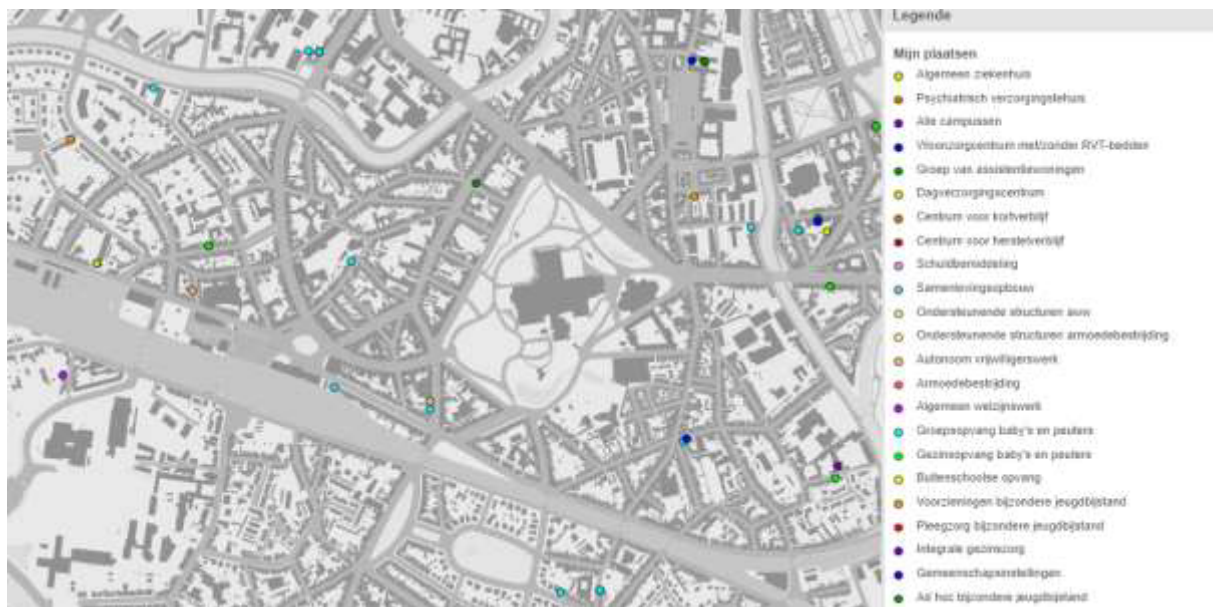 Legende
Mijn plaatsen
Algemeen ziekenhuis
Psychiatrisch verzorgingstehuis
Alle campussen
Woonzorgcentrum met/zonder RVT-bedden
Groep van assistentiewoningen
Dagverzorgingscentrum
Centrum voor kortverblijf
Centrum voor herstelverblijf
Schuldbemiddeling
Samenlevingsopbouw
Ondersteunende structuren
Ondersteunende structuren armoedebestrijding
Autonoom vrijwilligerswerk
Armoedebestrijding
Algemeen welzijnswerk
Groepsopvang baby's en peuters
Gezinsopvang baby's en peuters
Buitenschoolse opvang
Voorzieningen bijzondere jeugdbijstand
Pleegzorg bijzondere jeugdbijstand
Integrale gezinszorg
Gemeenschapsinstellingen
Ad hoc bijzondere jeugdbijstand